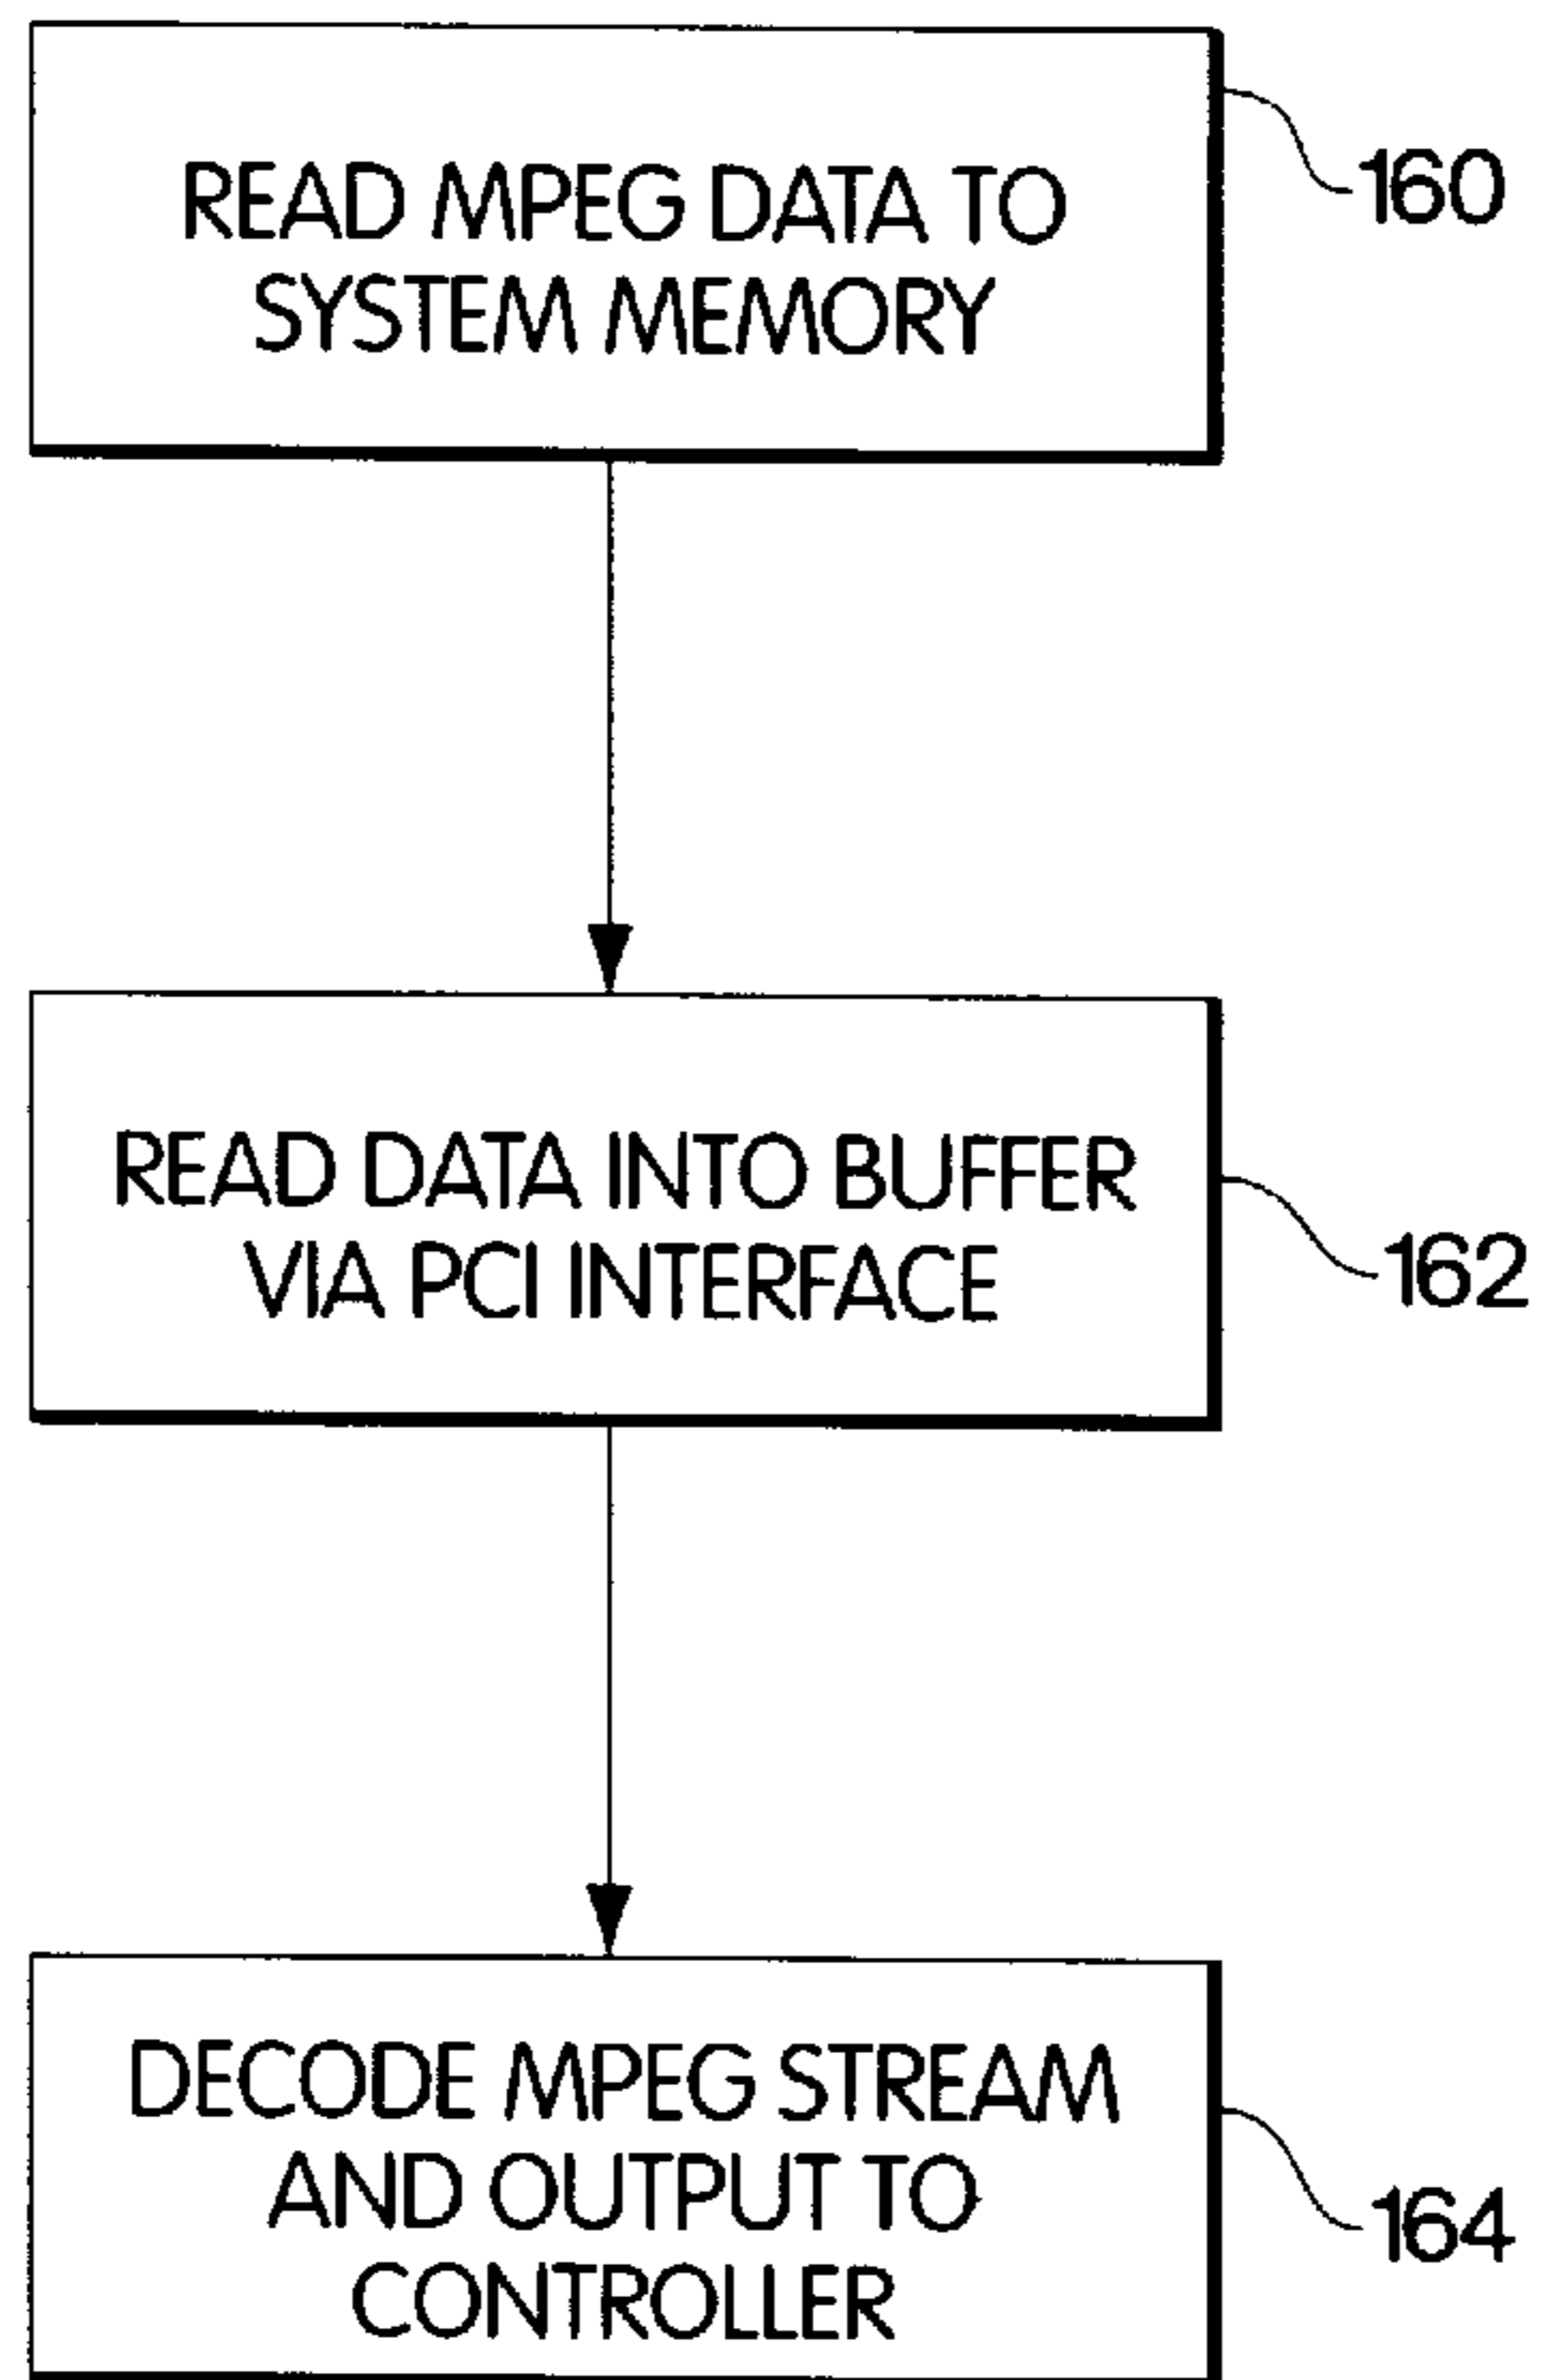 READ MPEG DATA TO
SYSTEM MEMORY
160
READ DATA INTO BUFFER
VIA PCI INTERFACE
162
DECODE MPEG STREAM
AND OUTPUT TO
CONTROLLER
164